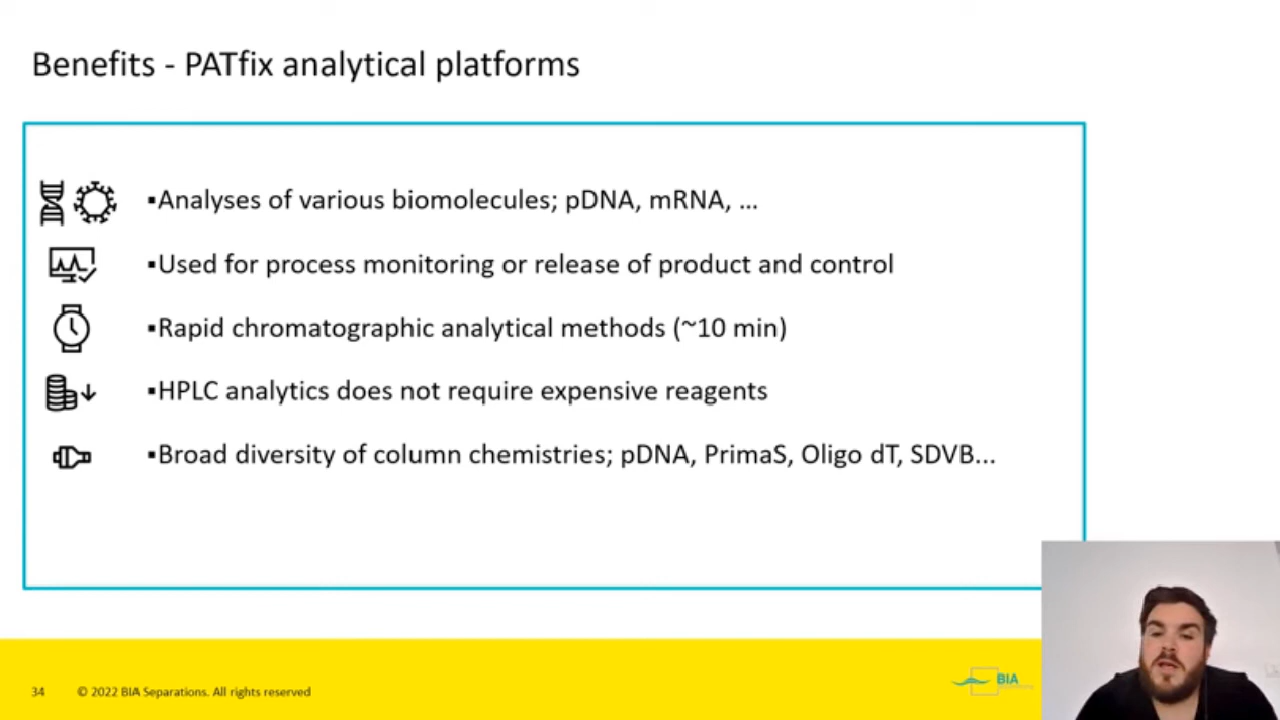 Benefits - PATfix analytical platforms
▪Analyses of various biomolecules; pDNA, mRNA, ...
▪Used for process monitoring or release of product and control
▪Rapid chromatographic analytical methods (~10 min)
▪HPLC analytics does not require expensive reagents
▪Broad diversity of column chemistries; pDNA, PrimaS, Oligo dT, SDVB...
34 © 2022 BIA Separations. All rights reserved
BIA